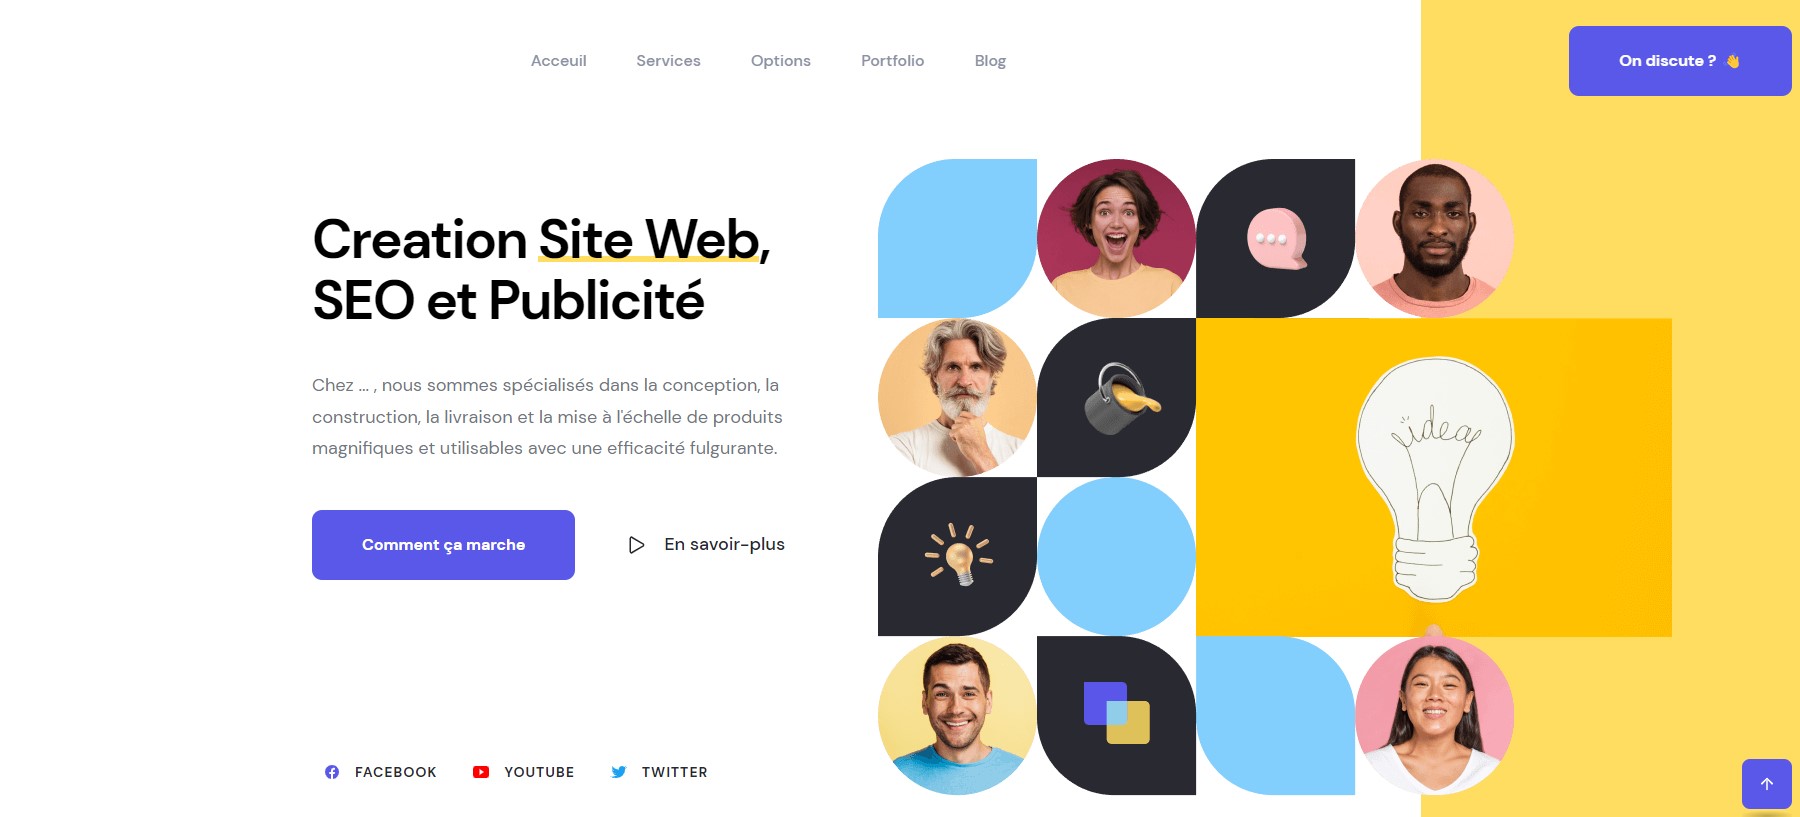 Acceuil
Services
Options
Portfolio
Blog
On discute ? 👋
Creation Site Web,
SEO et Publicité
Chez ... , nous sommes spécialisés dans la conception, la
construction, la livraison et la mise à l'échelle de produits
magnifiques et utilisables avec une efficacité fulgurante.
Comment ça marche
En savoir-plus
idea
FACEBOOK
YOUTUBE
TWITTER